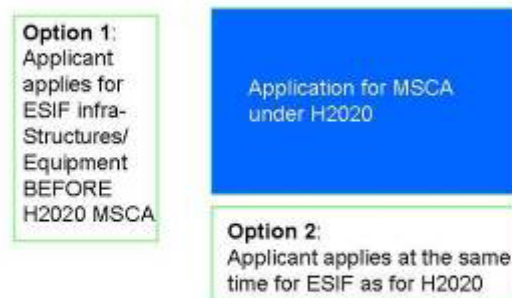 Option 1:
Applicant
applies for
ESIF infra-
Structures/
Equipment
BEFORE
H2020 MSCA
Application for MSCA
under H2020
Option 2:
Applicant applies at the same
time for ESIF as for H2020